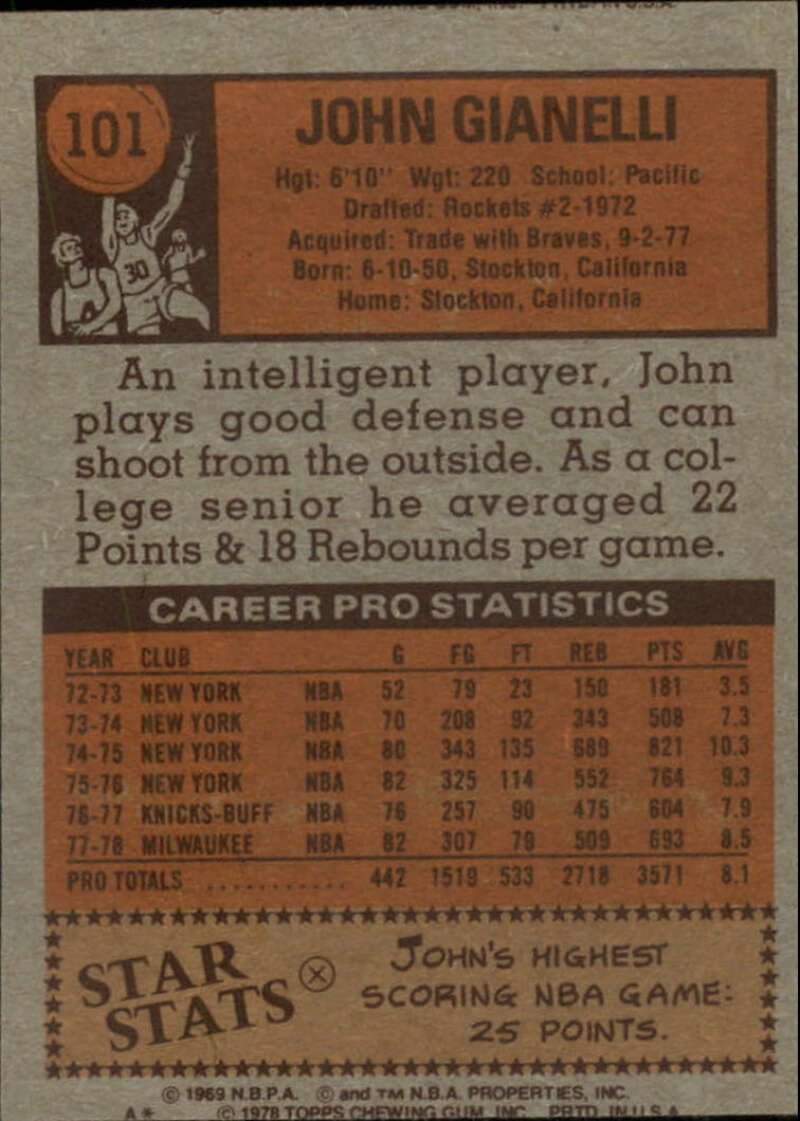 101
30
JOHN GIANELLI
Hgt: 6'10" Wgt: 220 School: Pacific
Drafted: Rockets #2-1972
Acquired: Trade with Braves, 9-2-77
Born: 6-10-50, Stockton, California
Home: Stockton, California
An intelligent player, John
plays good defense and can
shoot from the outside. As a col-
lege senior he averaged 22
Points & 18 Rebounds per game.
CAREER PRO STATISTICS
YEAR CLUB G FG FT REB PTS AVG
72-73 NEW YORK NBA 52 79 23 150 181 3.5
73-74 NEW YORK NBA 70 208 92 343 508 7.3
74-75 NEW YORK NBA 80 343 135 689 821 10.3
75-76 NEW YORK NBA 82 325 114 552 764 9.3
76-77 KNICKS-BUFF NBA 76 257 90 475 604 7.9
77-78 MILWAUKEE NBA 82 307 79 509 693 8.5
PRO TOTALS ........... 442 1519 533 2718 3571 8.1
STAR
STATS
JOHN'S HIGHEST
SCORING NBA GAME:
25 POINTS.
© 1969 N.B.P.A. © and TM N.B.A. PROPERTIES, INC.
A* © 1978 TOPPS CHEWING GUM, INC. PRTD. IN U.S.A.